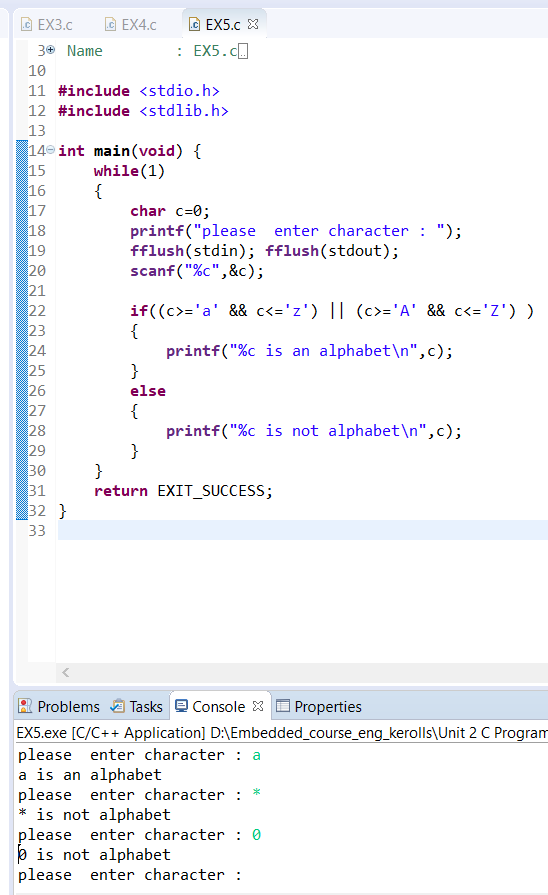 EX3.c EX4.c EX5.c
3 Name : EX5.c
10
11 #include <stdio.h>
12 #include <stdlib.h>
13
14 int main(void) {
15 while(1)
16 {
17 char c=0;
18 printf("please  enter character : ");
19 fflush(stdin); fflush(stdout);
20 scanf("%c",&c);
21
22 if((c>='a' && c<='z') || (c>='A' && c<='Z') )
23 {
24 printf("%c is an alphabet\n",c);
25 }
26 else
27 {
28 printf("%c is not alphabet\n",c);
29 }
30 }
31 return EXIT_SUCCESS;
32 }
33
Problems Tasks Console Properties
EX5.exe [C/C++ Application] D:\Embedded_course_eng_kerolls\Unit 2 C Program
please  enter character : a
a is an alphabet
please  enter character : *
* is not alphabet
please  enter character : 0
0 is not alphabet
please  enter character :